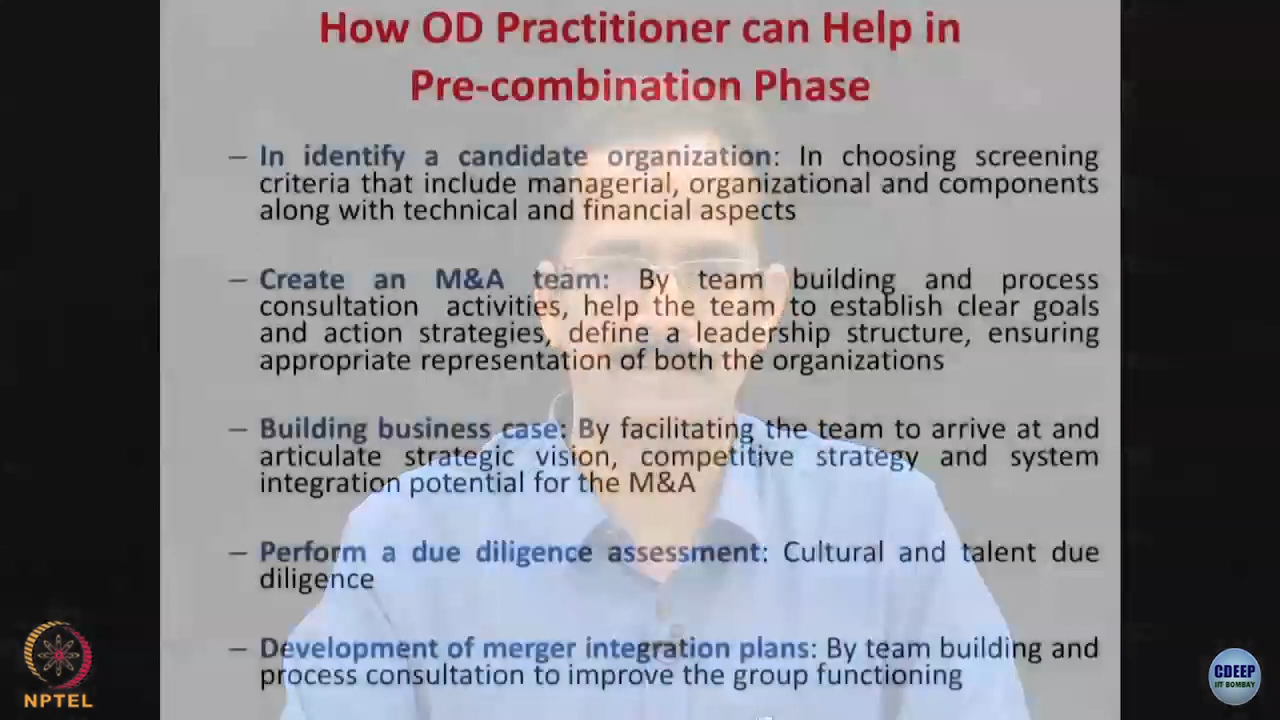 How OD Practitioner can Help in
Pre-combination Phase
– In identify a candidate organization: In choosing screening
criteria that include managerial, organizational and components
along with technical and financial aspects
– Create an M&A team: By team building and process
consultation activities, help the team to establish clear goals
and action strategies, define a leadership structure, ensuring
appropriate representation of both the organizations
– Building business case: By facilitating the team to arrive at and
articulate strategic vision, competitive strategy and system
integration potential for the M&A
– Perform a due diligence assessment: Cultural and talent due
diligence
– Development of merger integration plans: By team building and
process consultation to improve the group functioning
NPTEL
CDEEP
IIT BOMBAY